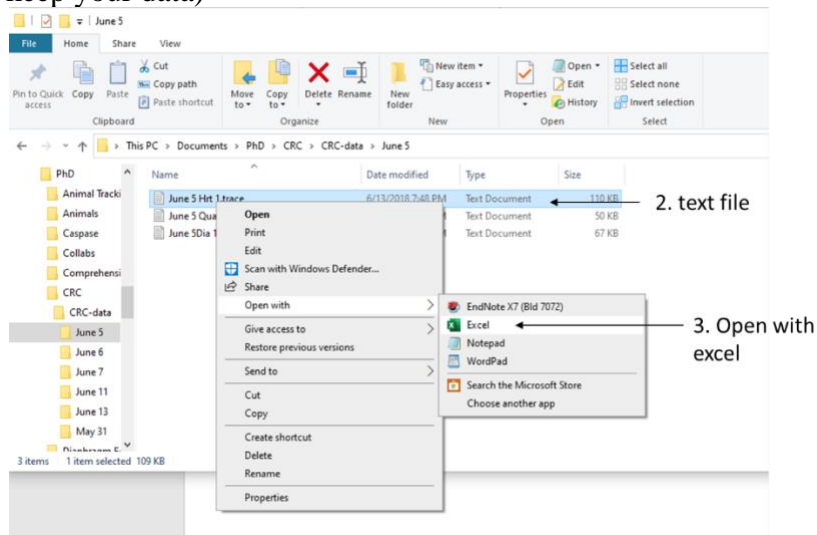 keep your data)
June 5
File Home Share View
Pin to Quick access
Copy
Paste
Cut
Copy path
Paste shortcut
Clipboard
Move to
Copy to
Delete
Rename
Organize
New folder
New item
Easy access
New
Properties
Open
Edit
History
Open
Select all
Select none
Invert selection
Select
This PC > Documents > PhD > CRC > CRC-data > June 5
PhD
Animal Tracki
Animals
Caspase
Collabs
Comprehensi
CRC
CRC-data
June 5
June 6
June 7
June 11
June 13
May 31
Name Date modified Type Size
June 5 Hrt 1.trace 6/13/2018 7:48 PM Text Document 110 KB
June 5 Qua Text Document 50 KB
June 5Dia 1 Text Document 67 KB
Open
Print
Edit
Scan with Windows Defender...
Share
Open with
Give access to
Restore previous versions
Send to
Cut
Copy
Create shortcut
Delete
Rename
Properties
EndNote X7 (Bld 7072)
Excel
Notepad
WordPad
Search the Microsoft Store
Choose another app
2. text file
3. Open with
excel
3 items 1 item selected 109 KB